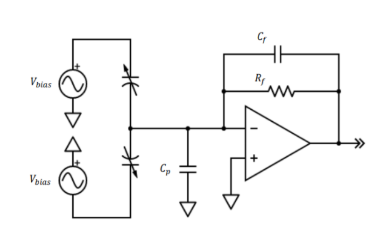 C_f
R_f
+
V_bias
−
+
C_p
+
V_bias